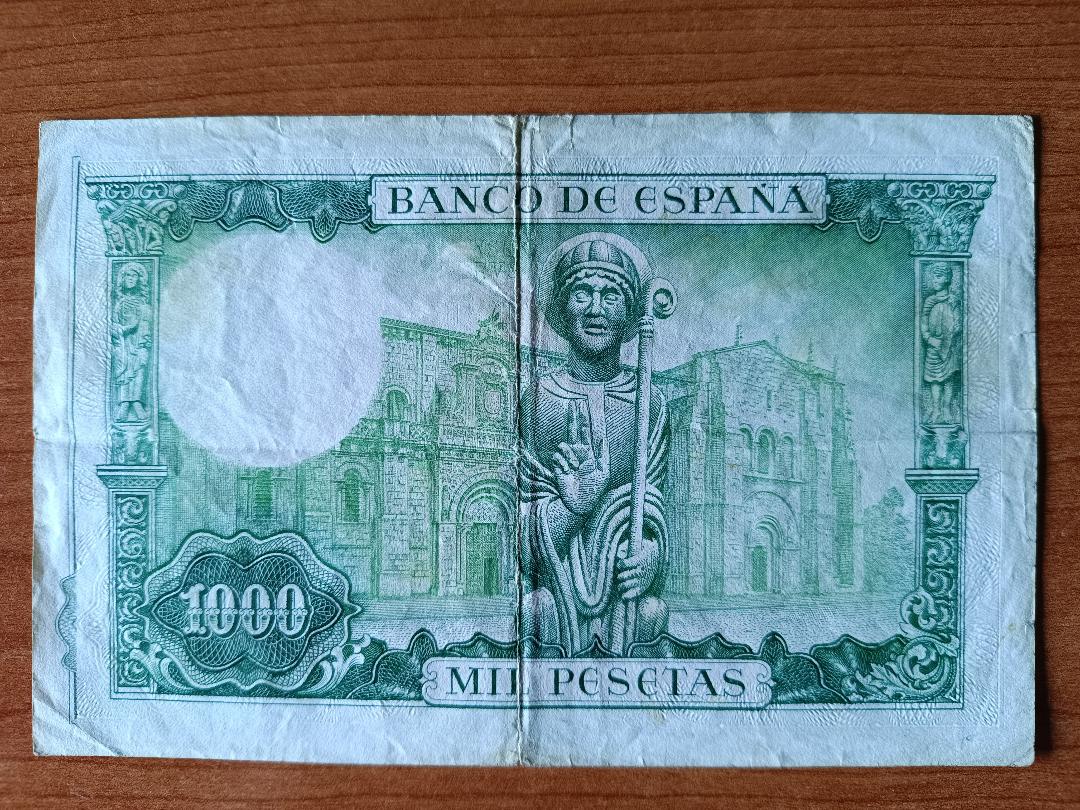 BANCO DE ESPAÑA
1000
MIL PESETAS